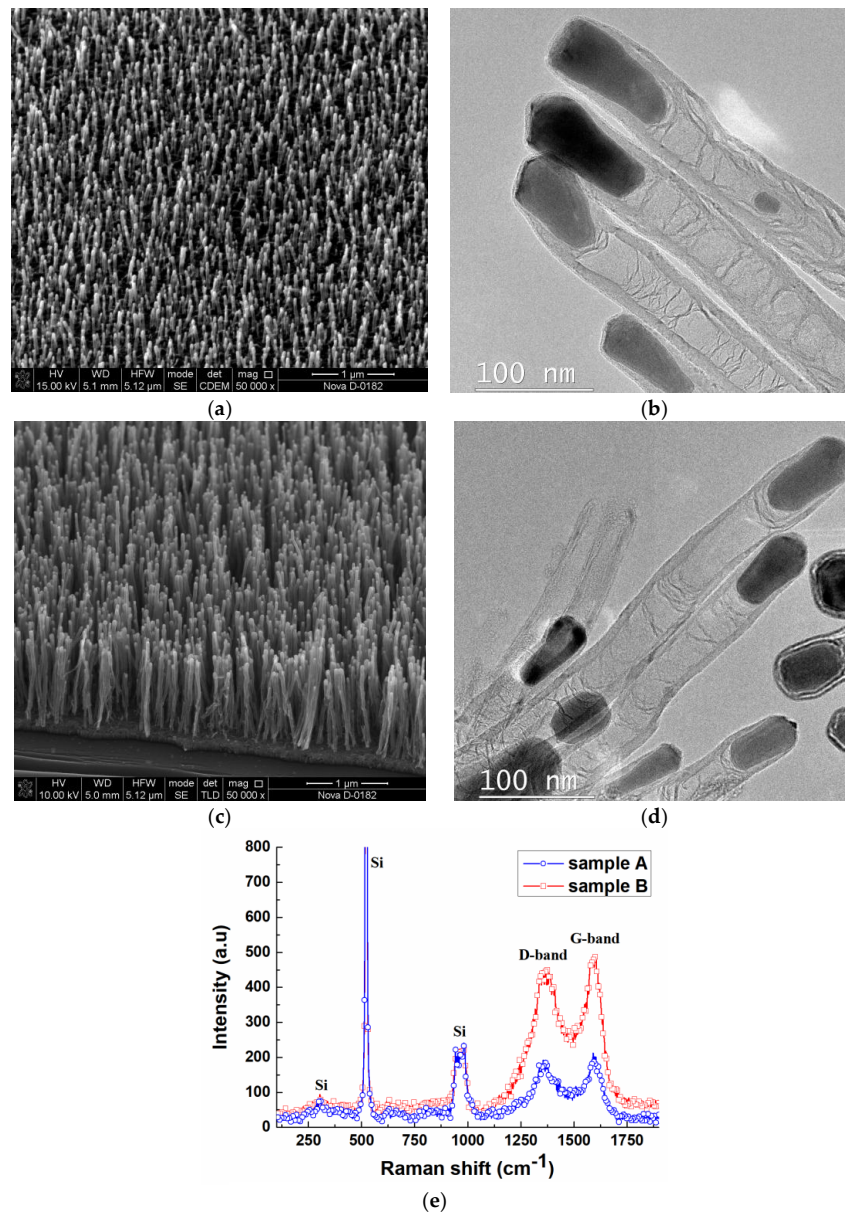 HV WD HFW mode det mag 1 µm
15.00 kV 5.1 mm 5.12 µm SE CDEM 50 000 x Nova D-0182
100 nm
(a)
(b)
HV WD HFW mode det mag 1 µm
10.00 kV 5.0 mm 5.12 µm SE TLD 50 000 x Nova D-0182
100 nm
(c)
(d)
800
700
600
500
400
300
200
100
0
Intensity (a.u)
Si
Si
Si
D-band
G-band
sample A
sample B
250 500 750 1000 1250 1500 1750
Raman shift (cm-1)
(e)